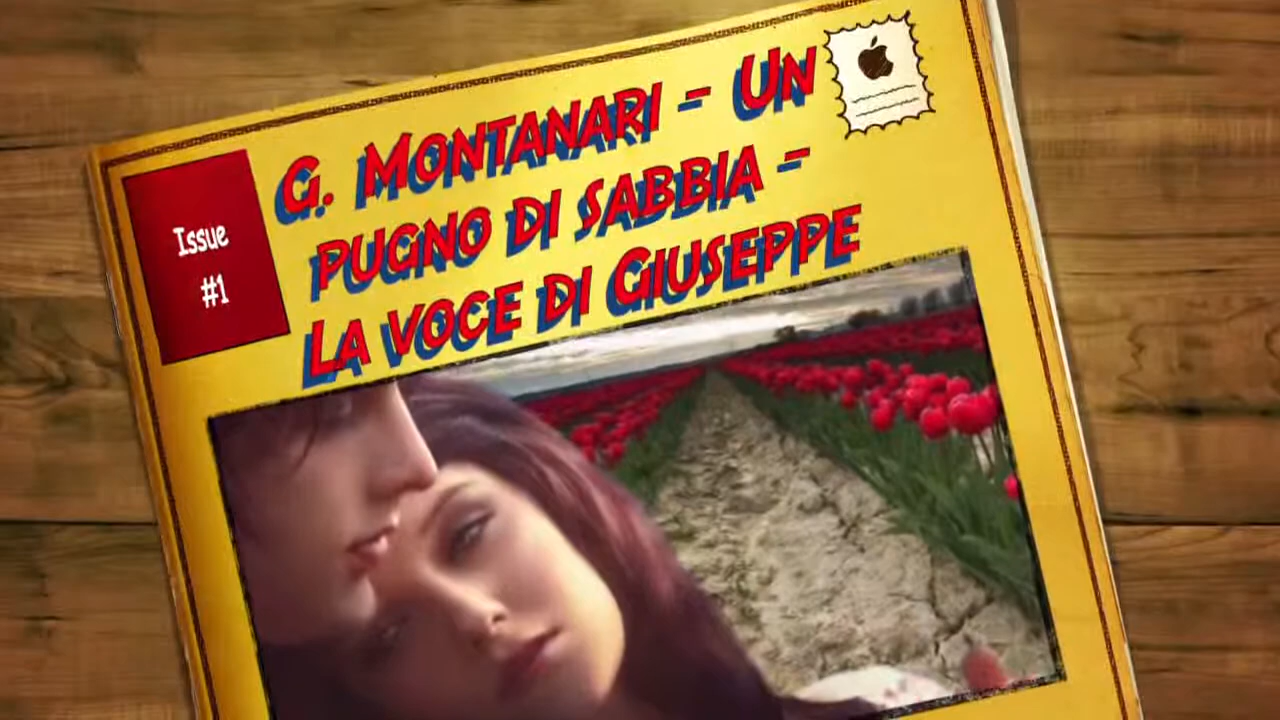 G. Montanari - Un
pugno di sabbia -
La voce di Giuseppe
Issue
#1